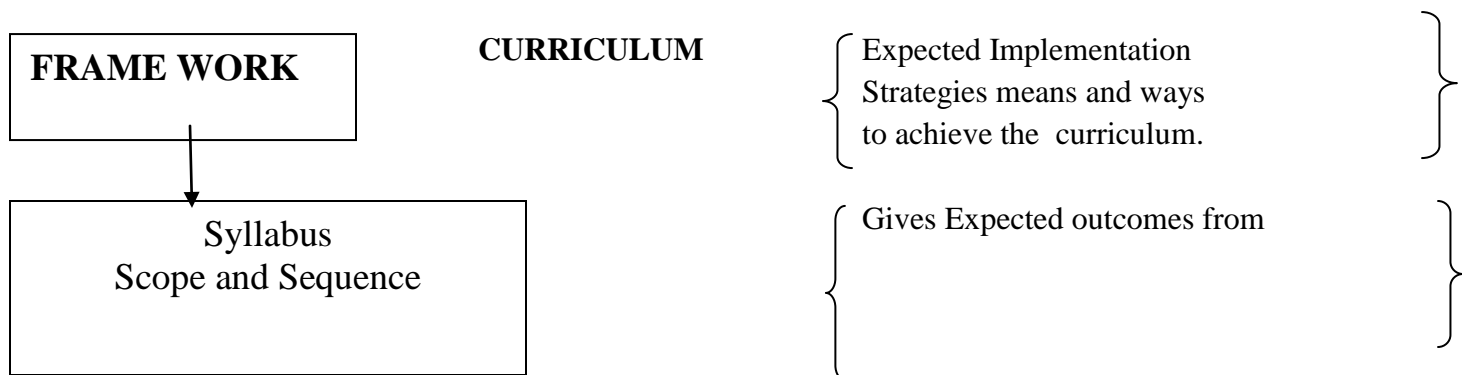 FRAME WORK
CURRICULUM
Expected Implementation
Strategies means and ways
to achieve the curriculum.
Syllabus
Scope and Sequence
Gives Expected outcomes from